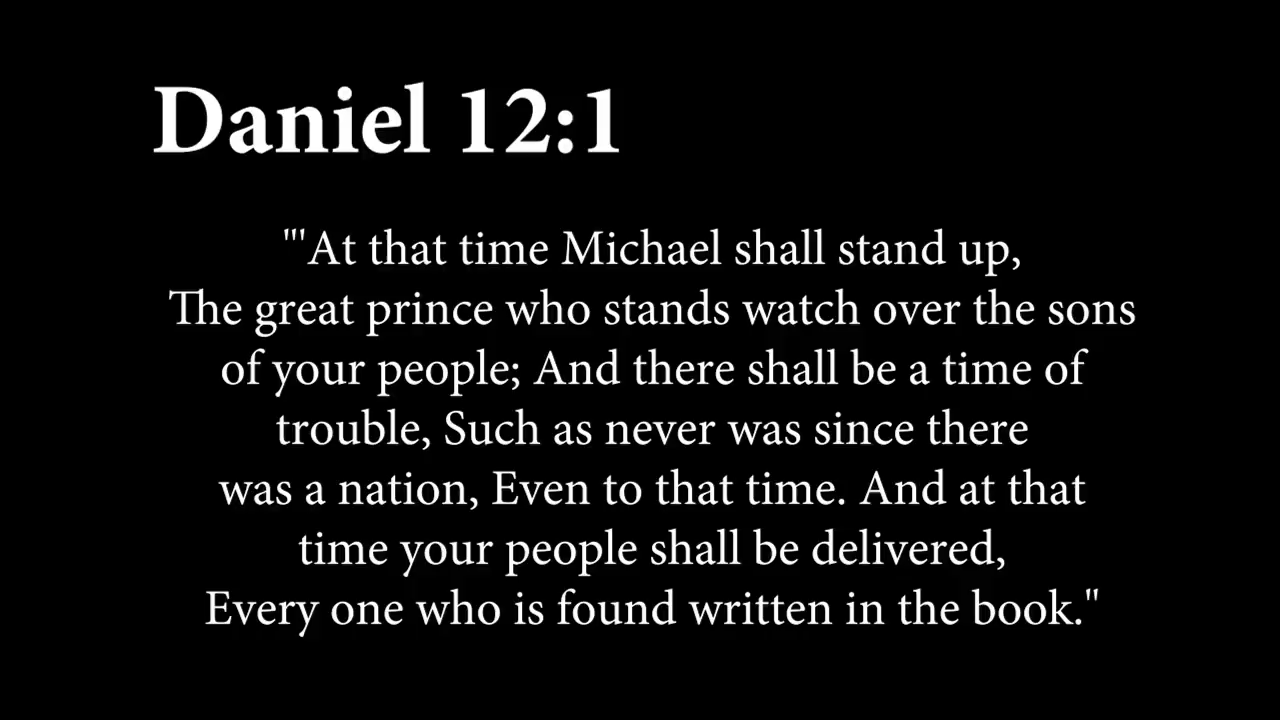 Daniel 12:1
"'At that time Michael shall stand up,
The great prince who stands watch over the sons
of your people; And there shall be a time of
trouble, Such as never was since there
was a nation, Even to that time. And at that
time your people shall be delivered,
Every one who is found written in the book."